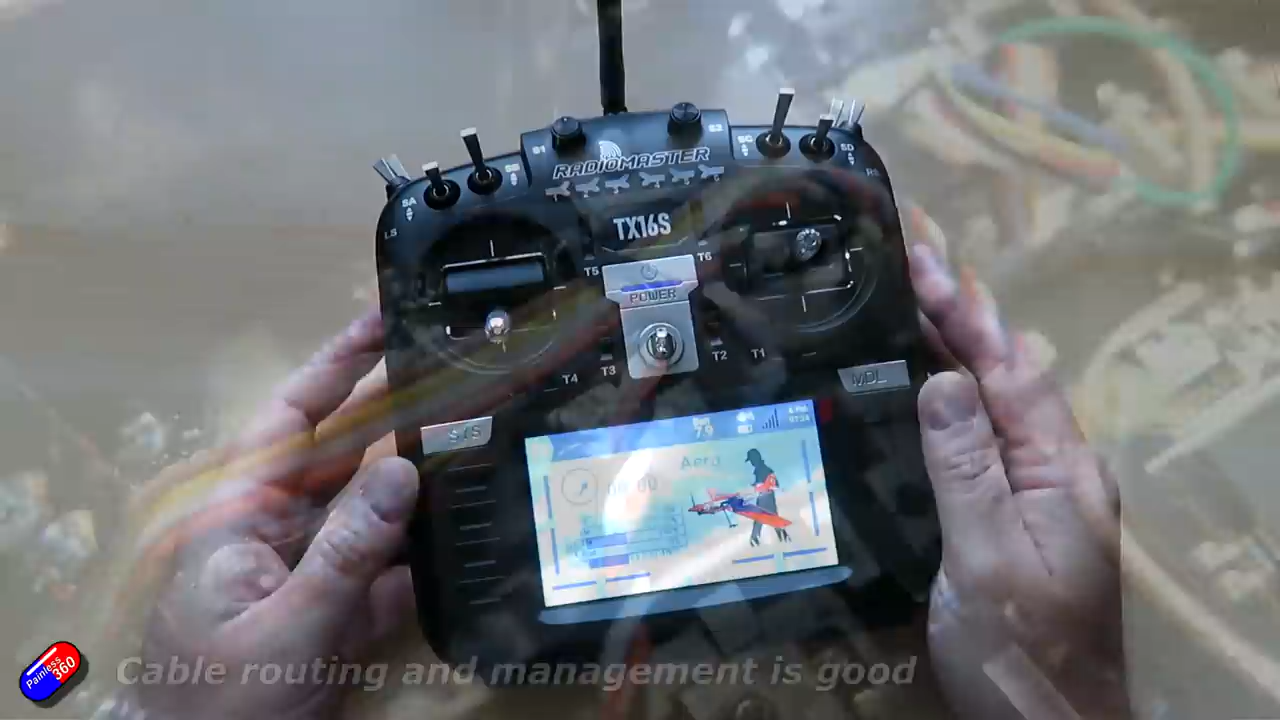 S1
S2
SC
SD
RS
SA
SB
LS
RADIOMASTER
TX16S
T5
T6
POWER
T4
T3
T2
T1
MDL
SYS
Aero
Painless
360
Cable routing and management is good